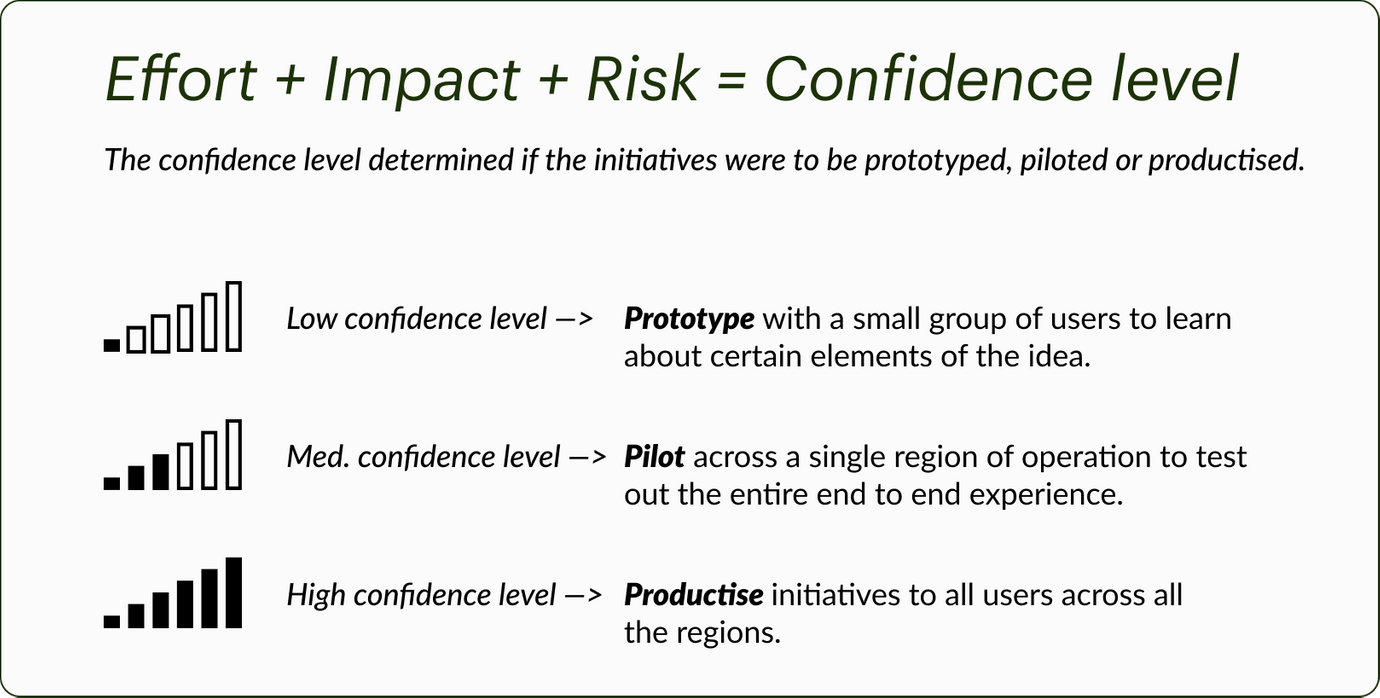 Effort + Impact + Risk = Confidence level
The confidence level determined if the initiatives were to be prototyped, piloted or productised.
Low confidence level —> Prototype with a small group of users to learn
about certain elements of the idea.
Med. confidence level —> Pilot across a single region of operation to test
out the entire end to end experience.
High confidence level —> Productise initiatives to all users across all
the regions.